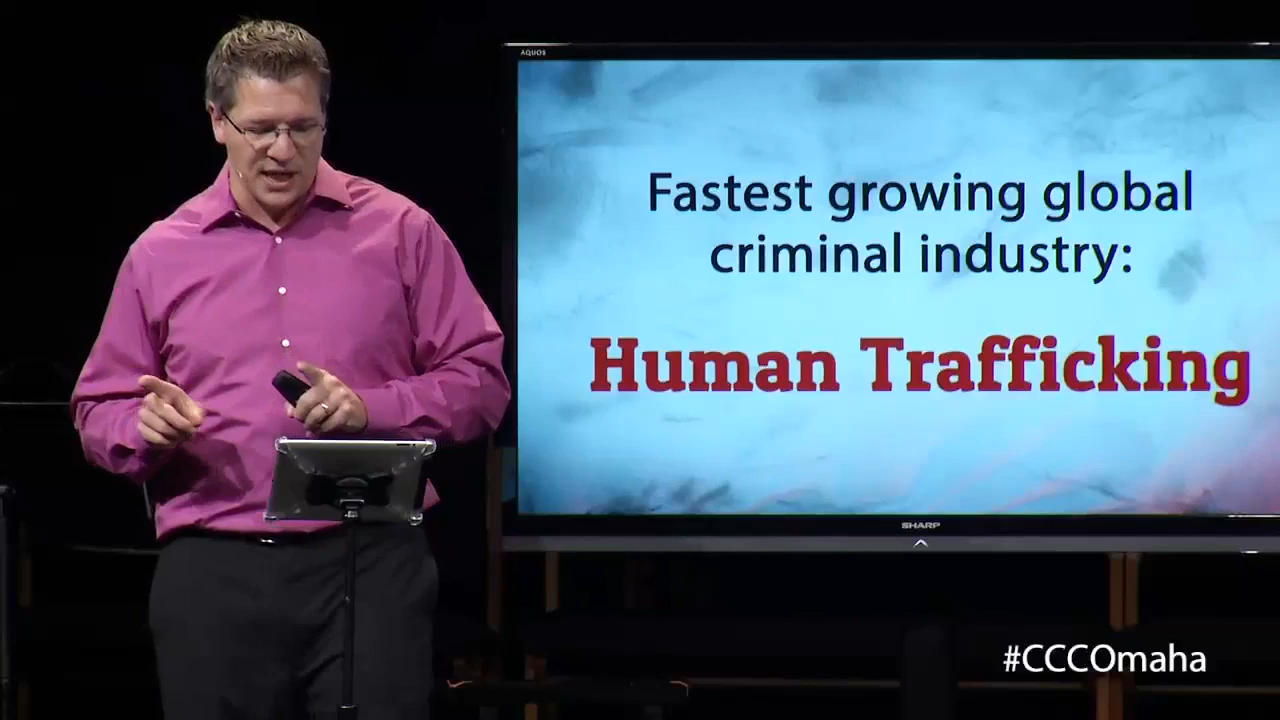 AQUOS
Fastest growing global
criminal industry:
Human Trafficking
SHARP
#CCCOmaha